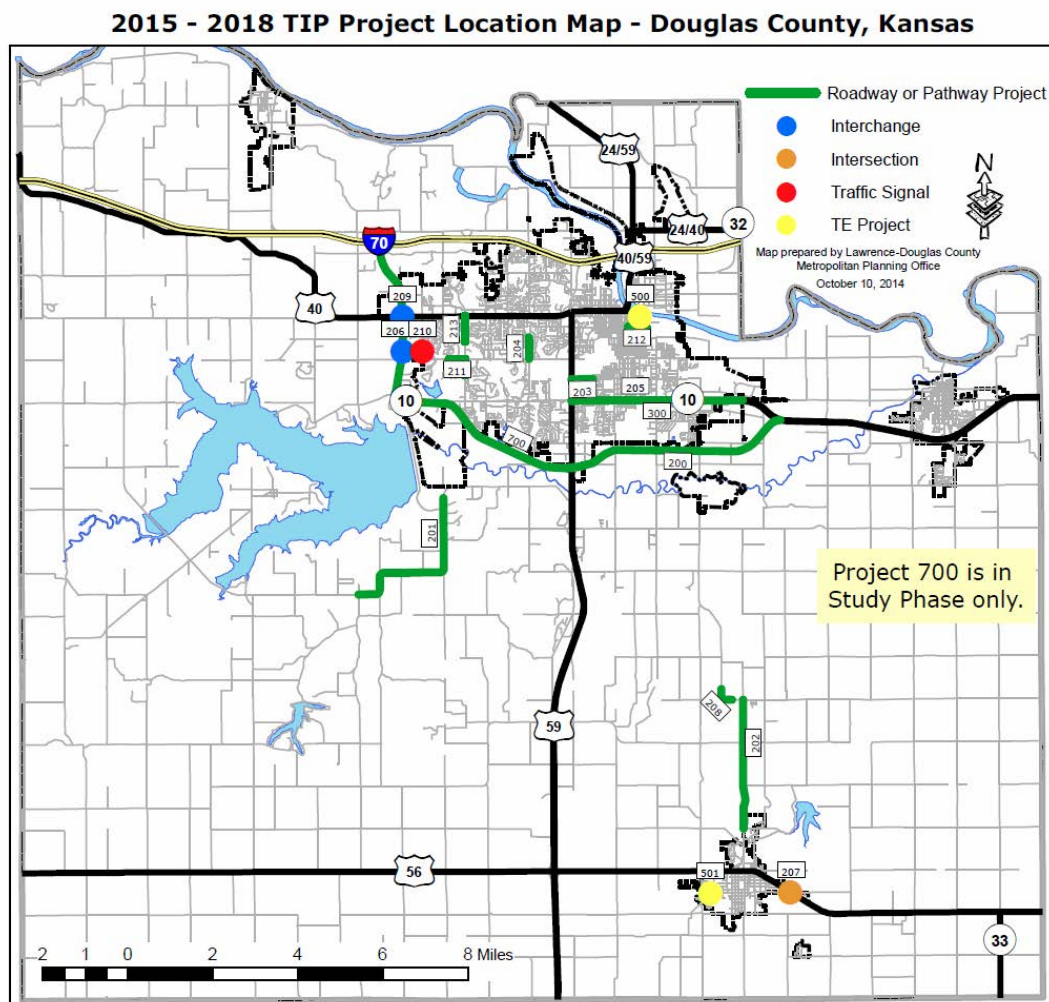 2015 - 2018 TIP Project Location Map - Douglas County, Kansas
Roadway or Pathway Project
Interchange
Intersection
Traffic Signal
TE Project
N
Map prepared by Lawrence-Douglas County
Metropolitan Planning Office
October 10, 2014
24/59
24/40
32
40/59
70
40
209
500
206
210
213
204
212
211
203
205
10
10
300
700
200
201
Project 700 is in
Study Phase only.
208
202
59
56
501
207
33
2 1 0 2 4 6 8 Miles